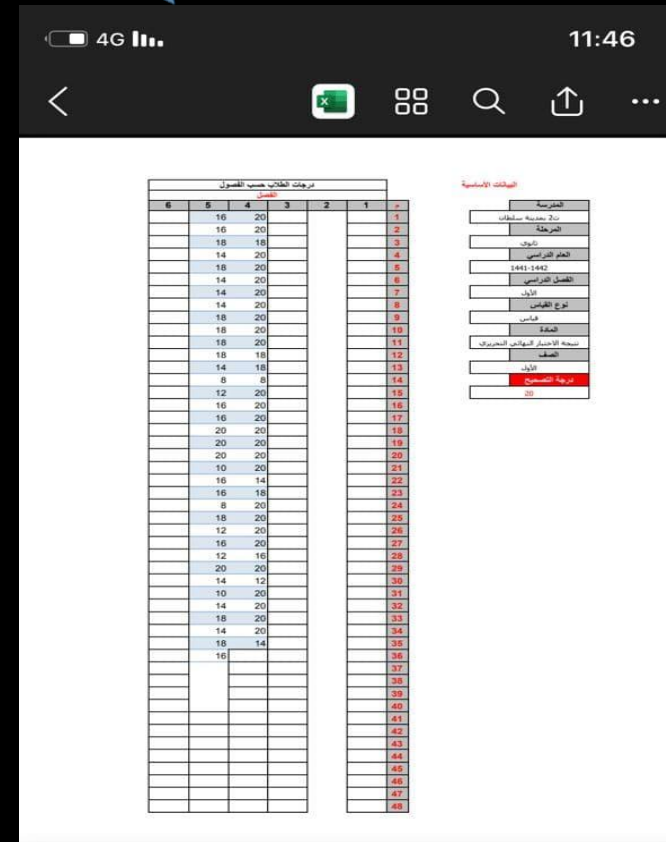 4G
11:46
درجات الطلاب حسب الفصول
الفصل
6 5 4 3 2 1 م
16 20 1
16 20 2
18 18 3
14 20 4
18 20 5
14 20 6
14 20 7
14 20 8
18 20 9
18 20 10
18 20 11
18 18 12
14 18 13
8 8 14
12 20 15
16 20 16
16 20 17
20 20 18
20 20 19
20 20 20
10 20 21
16 14 22
16 18 23
8 20 24
18 20 25
12 20 26
16 20 27
12 16 28
20 20 29
14 12 30
10 20 31
14 20 32
18 20 33
14 20 34
18 14 35
16 36
37
38
39
40
41
42
43
44
45
46
47
48
البيانات الأساسية
المدرسة
ث2 بمدينة سلطان
المرحلة
ثانوي
العام الدراسي
1441-1442
الفصل الدراسي
الأول
نوع القياس
قياس
المادة
نتيجة الاختبار النهائي التحريري
الصف
الأول
درجة التصحيح
20